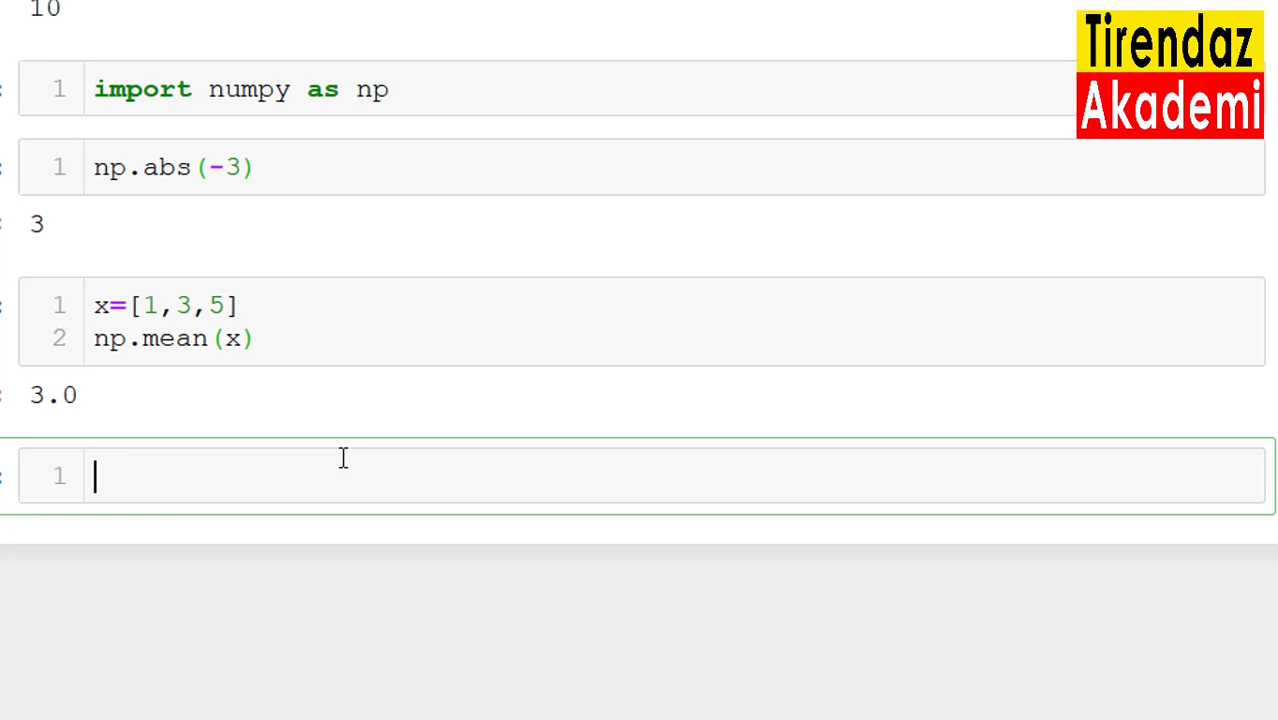 10
Tirendaz
Akademi
: 1 import numpy as np
: 1 np.abs(-3)
: 3
: 1 x=[1,3,5]
2 np.mean(x)
: 3.0
: 1